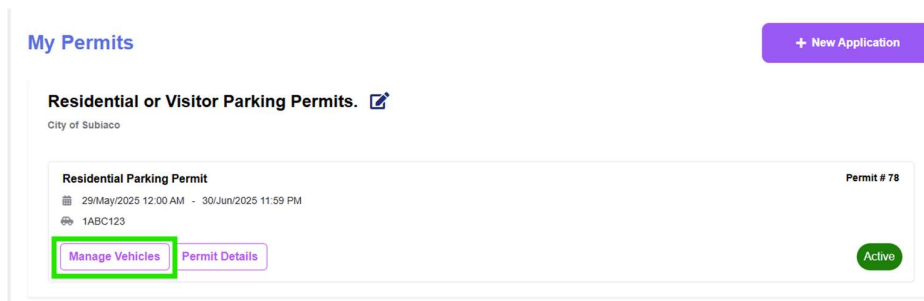 My Permits
+ New Application
Residential or Visitor Parking Permits.
City of Subiaco
Residential Parking Permit
Permit # 78
29/May/2025 12:00 AM - 30/Jun/2025 11:59 PM
1ABC123
Manage Vehicles
Permit Details
Active